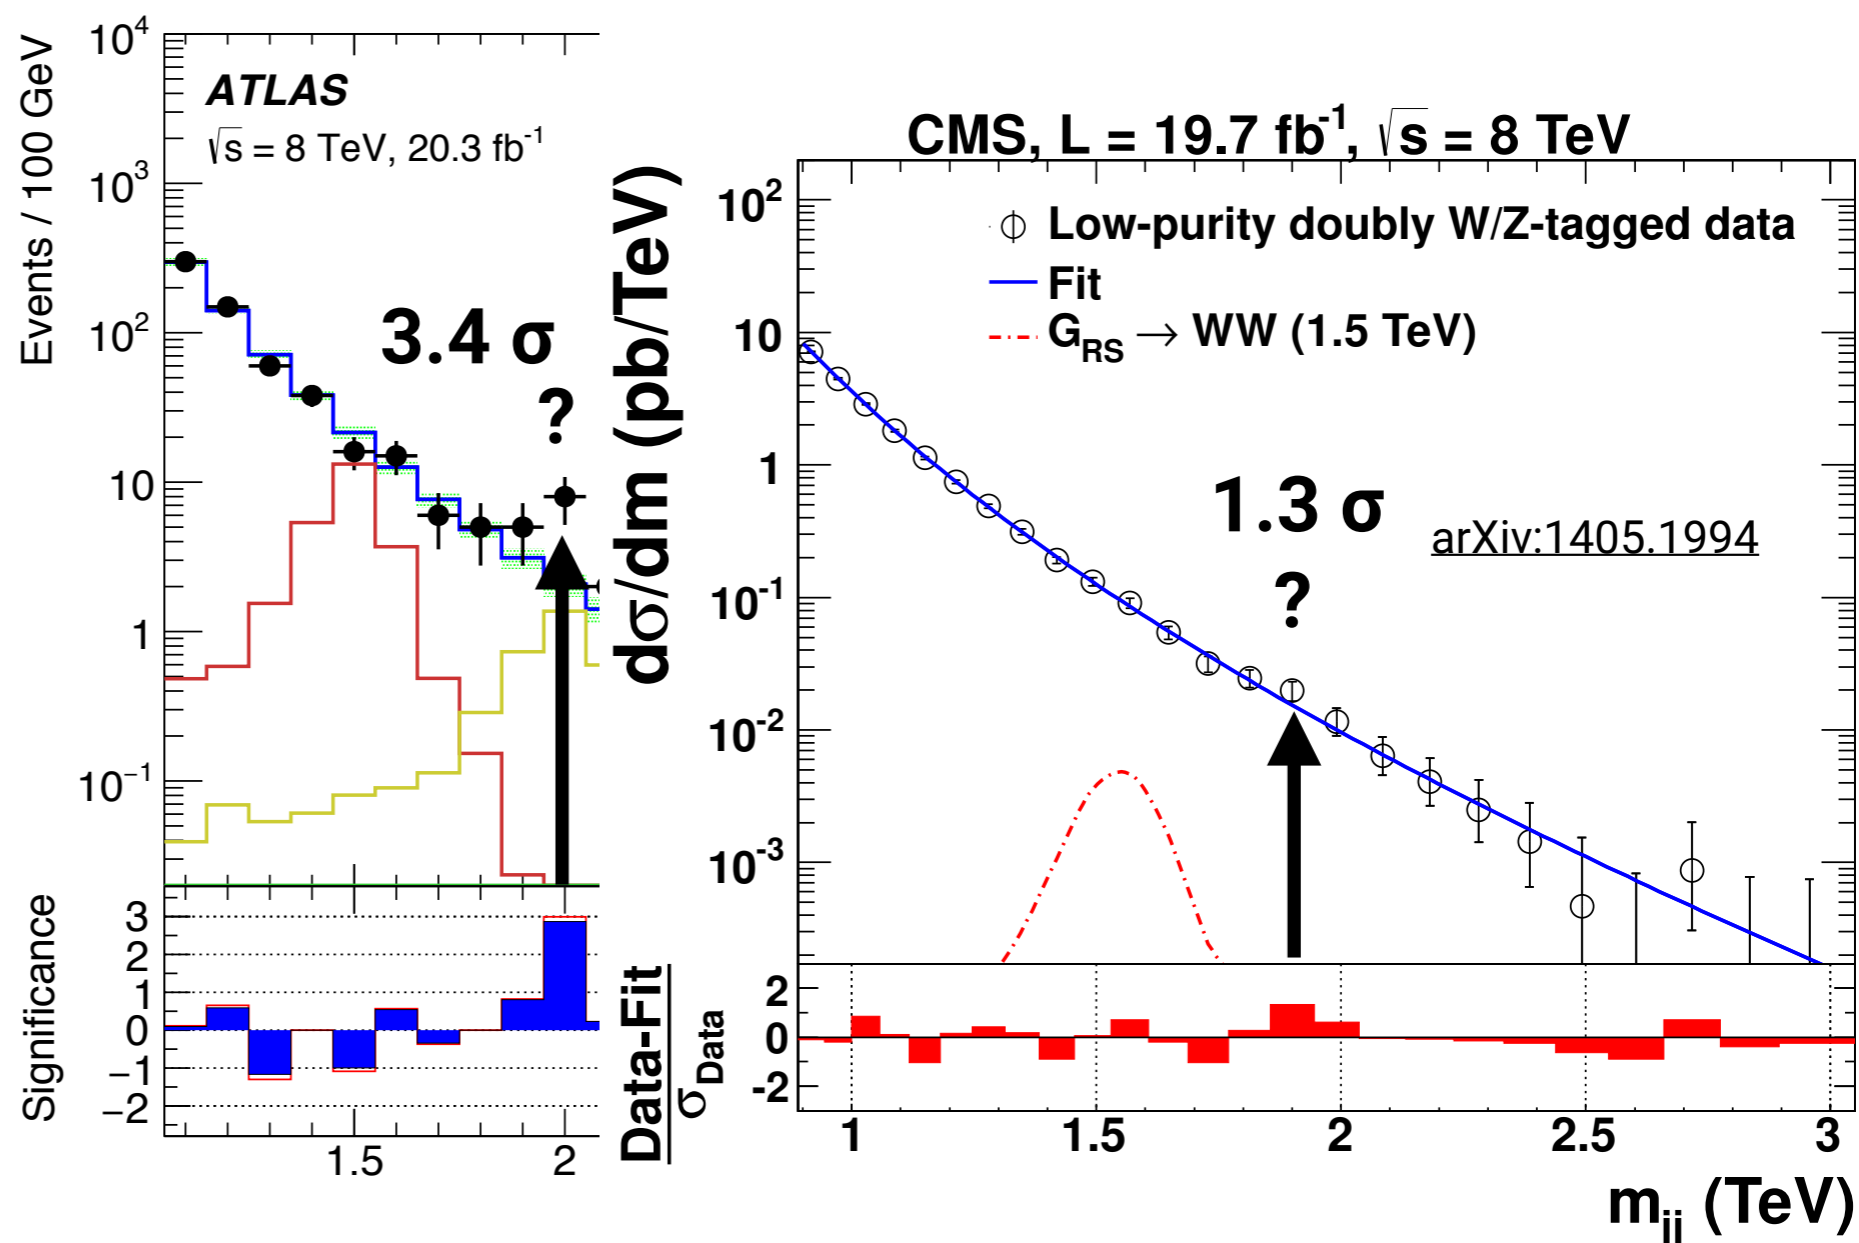 Events / 100 GeV
10⁴
10³
10²
10
1
10⁻¹
ATLAS
√s = 8 TeV, 20.3 fb⁻¹
3.4 σ
?
Significance
3
2
1
0
−1
−2
1.5
2
CMS, L = 19.7 fb⁻¹, √s = 8 TeV
dσ/dm (pb/TeV)
10²
10
1
10⁻¹
10⁻²
10⁻³
Low-purity doubly W/Z-tagged data
Fit
G_RS → WW (1.5 TeV)
1.3 σ
?
arXiv:1405.1994
Data-Fit
σ_Data
2
0
-2
1
1.5
2
2.5
3
m_jj (TeV)